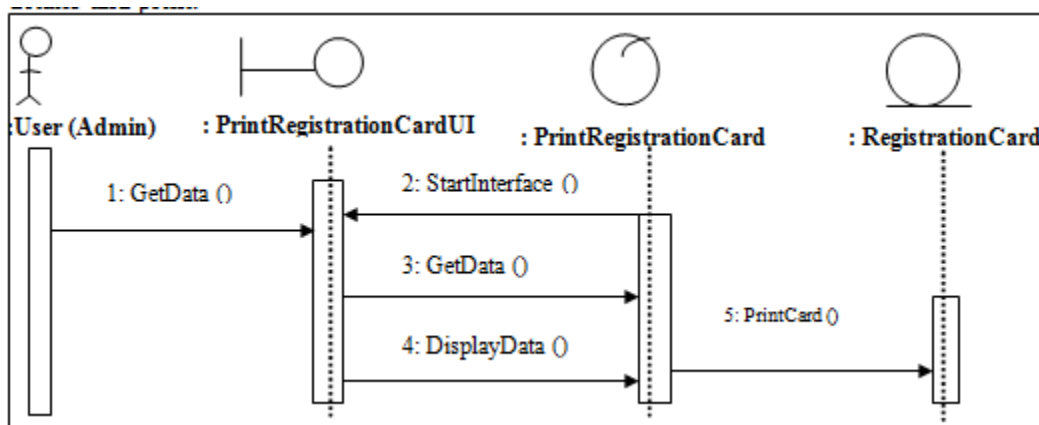 :User (Admin)
: PrintRegistrationCardUI
: PrintRegistrationCard
: RegistrationCard
1: GetData ()
2: StartInterface ()
3: GetData ()
4: DisplayData ()
5: PrintCard ()